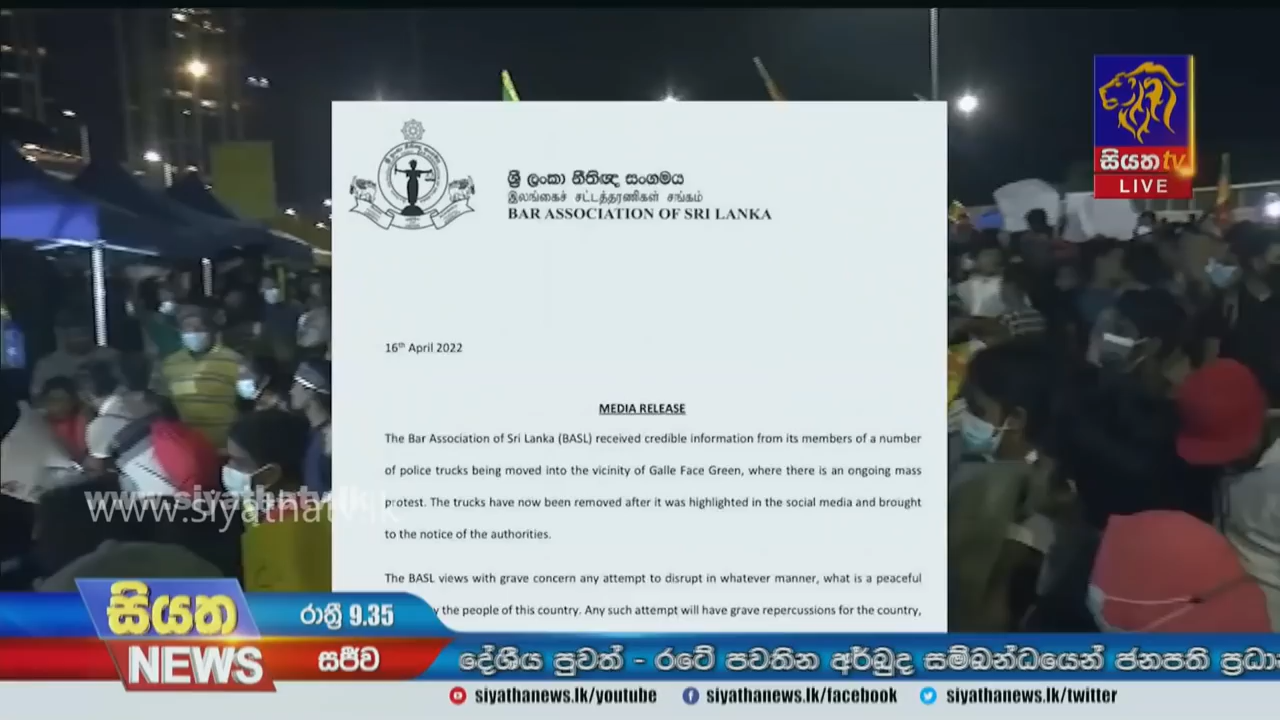 සියත tv
LIVE
ශ්‍රී ලංකා නීතිඥ සංගමය
இலங்கைச் சட்டத்தரணிகள் சங்கம்
BAR ASSOCIATION OF SRI LANKA
16th April 2022
MEDIA RELEASE
The Bar Association of Sri Lanka (BASL) received credible information from its members of a number
of police trucks being moved into the vicinity of Galle Face Green, where there is an ongoing mass
protest. The trucks have now been removed after it was highlighted in the social media and brought
to the notice of the authorities.
The BASL views with grave concern any attempt to disrupt in whatever manner, what is a peaceful
the people of this country. Any such attempt will have grave repercussions for the country,
www.siyathatv.lk
සියත
NEWS
රාත්‍රී 9.35
සජීව
දේශීය පුවත් - රටේ පවතින අර්බුද සම්බන්ධයෙන් ජනපති
siyathanews.lk/youtube
siyathanews.lk/facebook
siyathanews.lk/twitter